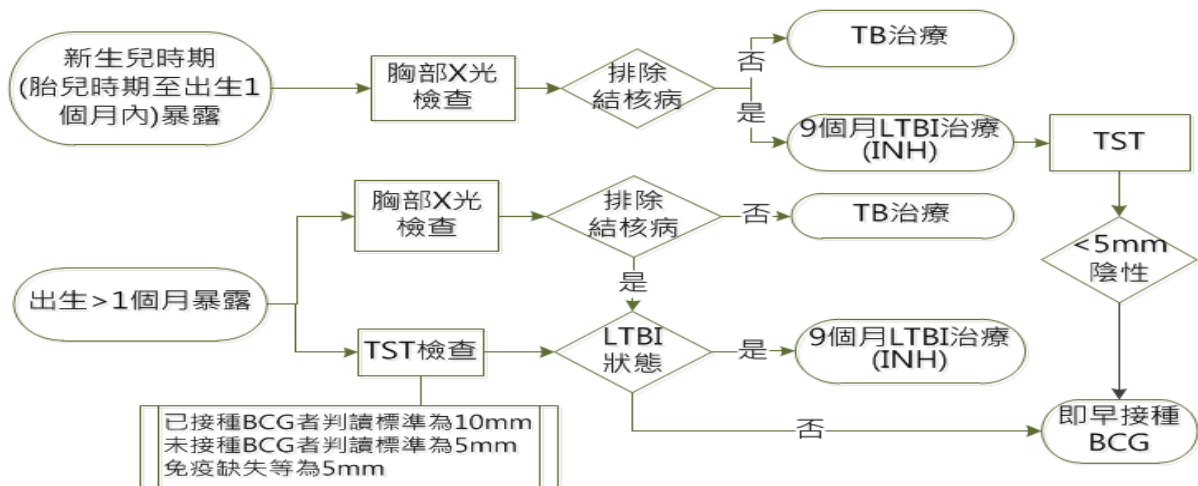 新生兒時期
(胎兒時期至出生1
個月內)暴露
胸部X光
檢查
排除
結核病
否
TB治療
是
9個月LTBI治療
(INH)
TST
<5mm
陰性
出生>1個月暴露
胸部X光
檢查
排除
結核病
否
TB治療
是
TST檢查
LTBI
狀態
是
9個月LTBI治療
(INH)
否
即早接種
BCG
已接種BCG者判讀標準為10mm
未接種BCG者判讀標準為5mm
免疫缺失等為5mm